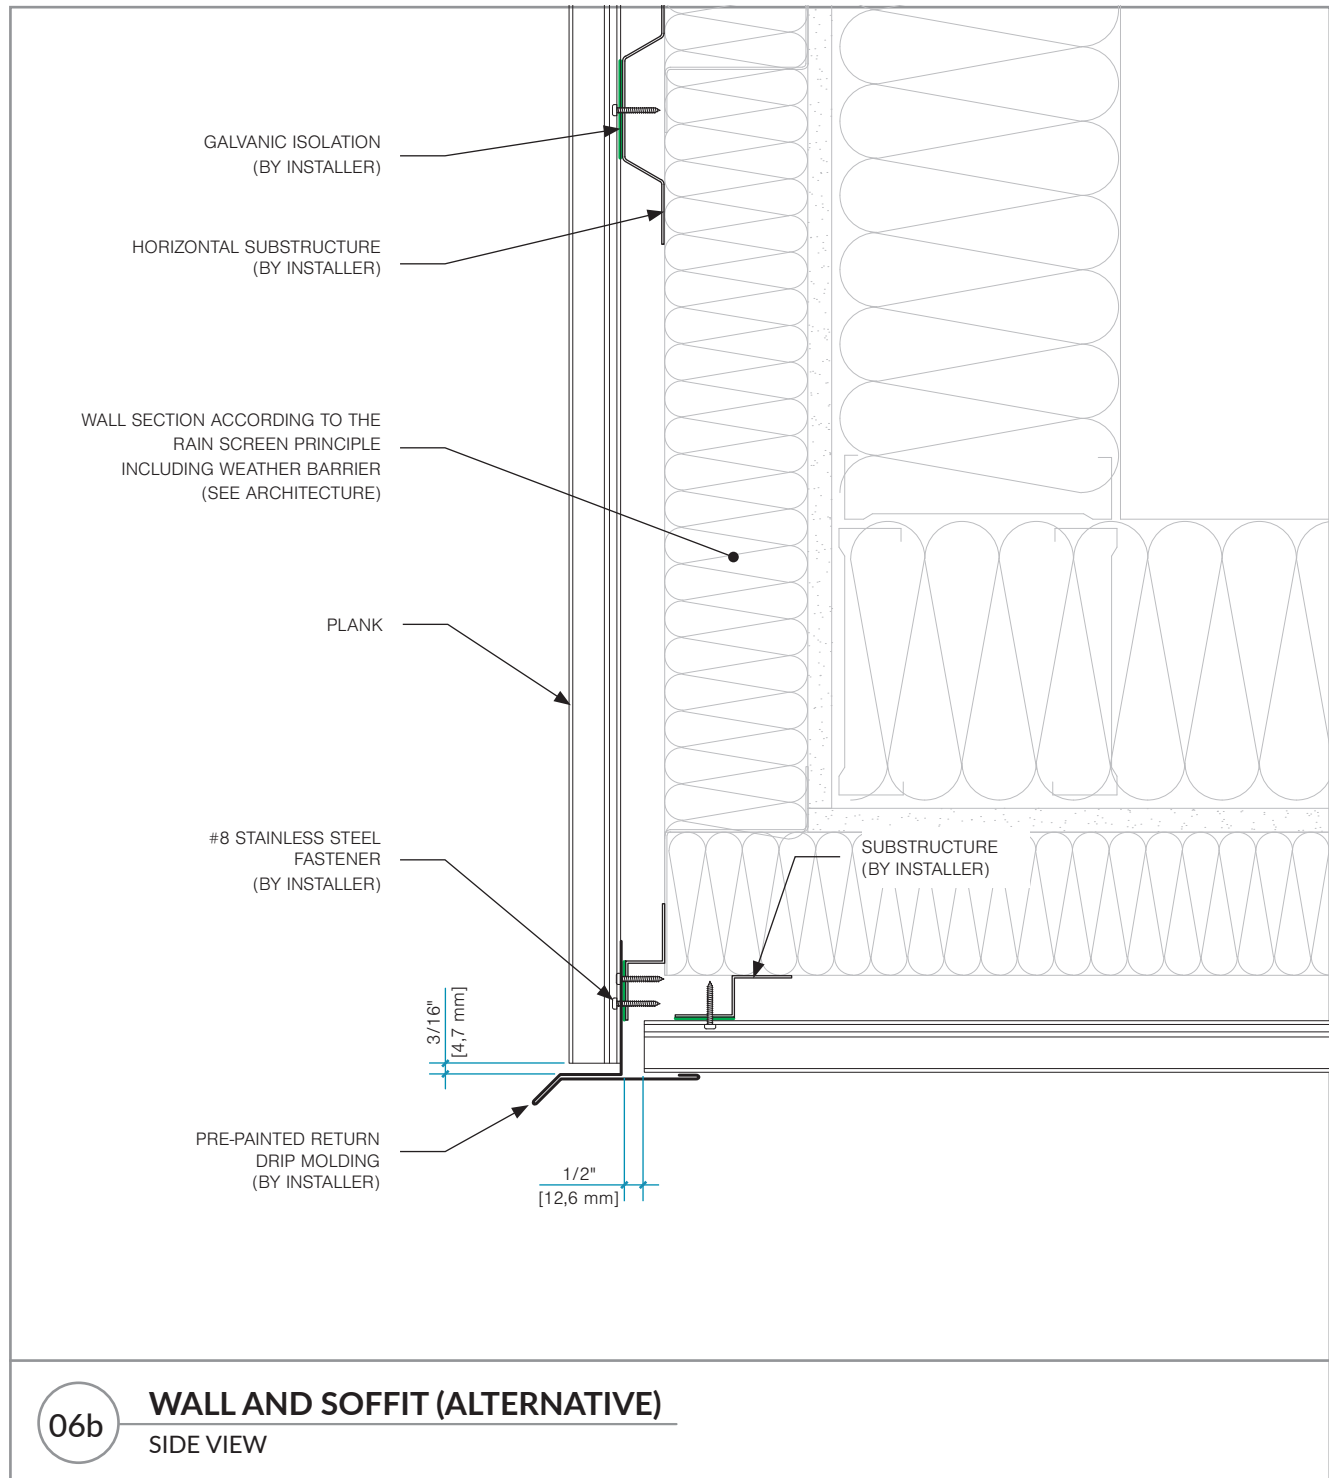 GALVANIC ISOLATION
(BY INSTALLER)
HORIZONTAL SUBSTRUCTURE
(BY INSTALLER)
WALL SECTION ACCORDING TO THE
RAIN SCREEN PRINCIPLE
INCLUDING WEATHER BARRIER
(SEE ARCHITECTURE)
PLANK
#8 STAINLESS STEEL
FASTENER
(BY INSTALLER)
SUBSTRUCTURE
(BY INSTALLER)
3/16"
[4,7 mm]
PRE-PAINTED RETURN
DRIP MOLDING
(BY INSTALLER)
1/2"
[12,6 mm]
06b
WALL AND SOFFIT (ALTERNATIVE)
SIDE VIEW